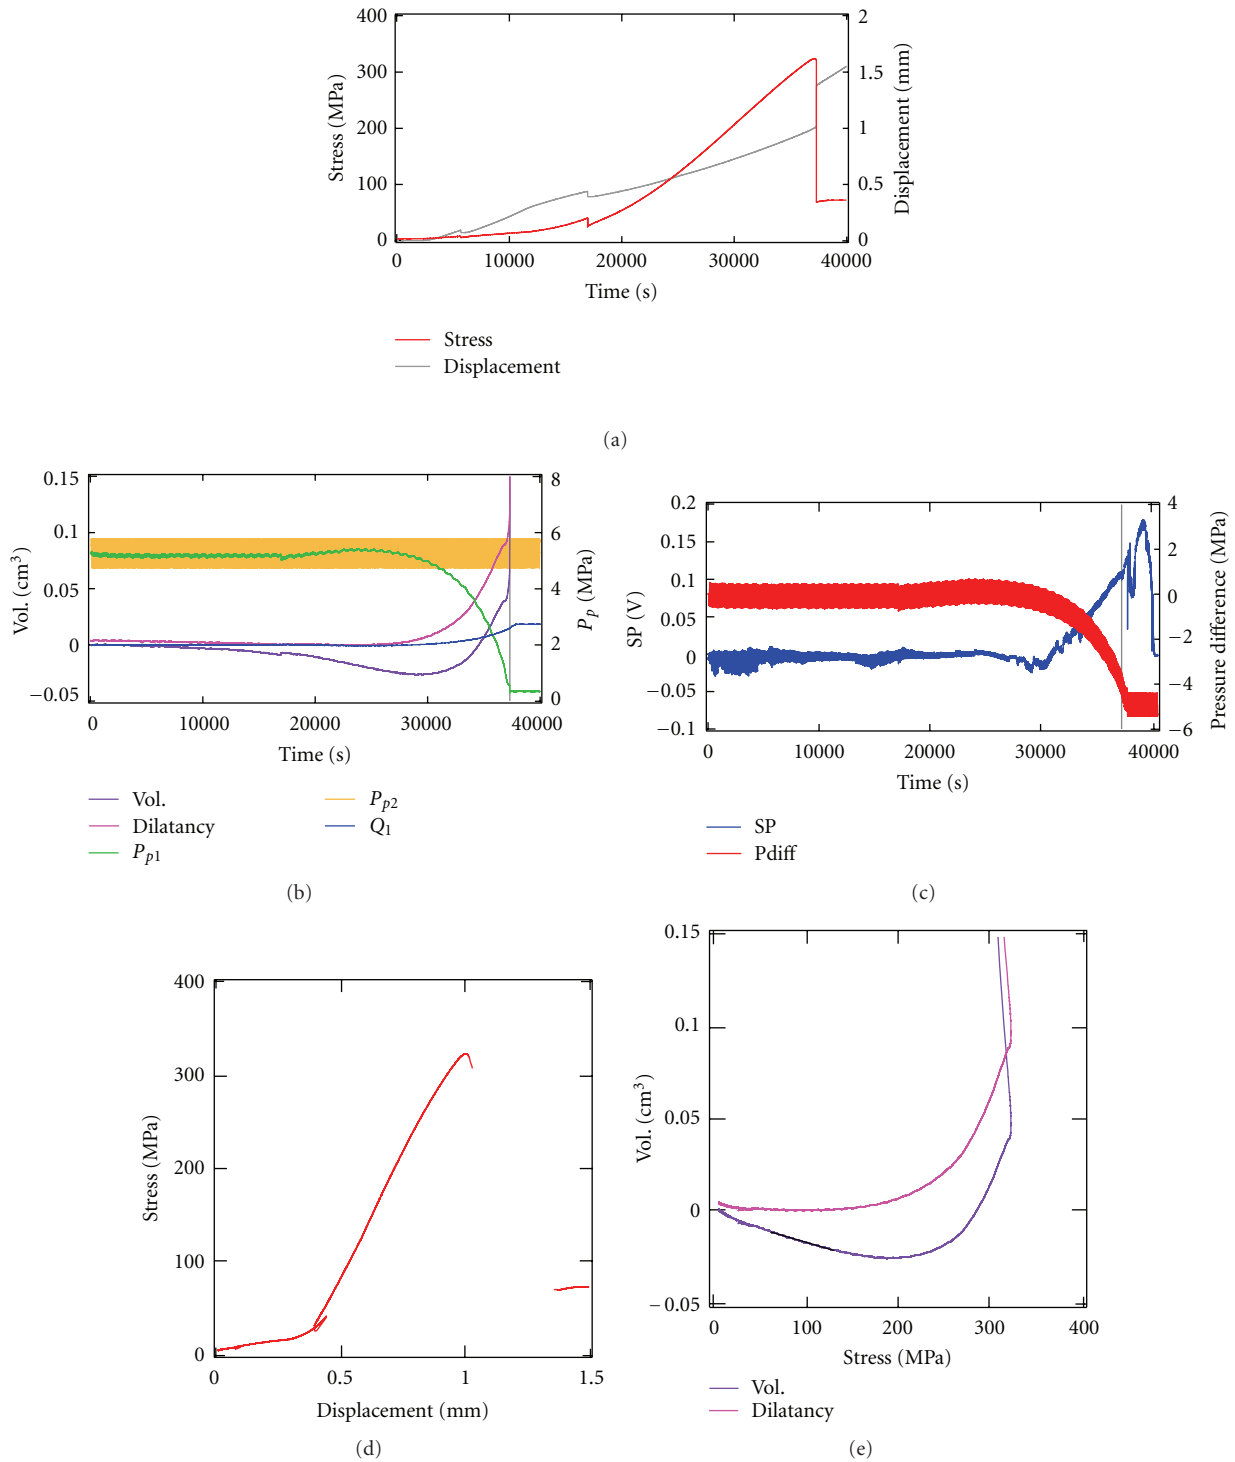 400
300
200
100
0
Stress (MPa)
2
1.5
1
0.5
0
Displacement (mm)
0 10000 20000 30000 40000
Time (s)
Stress
Displacement
(a)
0.15
0.1
0.05
0
−0.05
Vol. (cm³)
8
6
4
2
0
Pp (MPa)
0 10000 20000 30000 40000
Time (s)
Vol.
Dilatancy
Pp1
Pp2
Q1
(b)
0.2
0.15
0.1
0.05
0
−0.05
−0.1
SP (V)
4
2
0
−2
−4
−6
Pressure difference (MPa)
0 10000 20000 30000 40000
Time (s)
SP
Pdiff
(c)
400
300
200
100
0
Stress (MPa)
0 0.5 1 1.5
Displacement (mm)
(d)
0.15
0.1
0.05
0
−0.05
Vol. (cm³)
0 100 200 300 400
Stress (MPa)
Vol.
Dilatancy
(e)